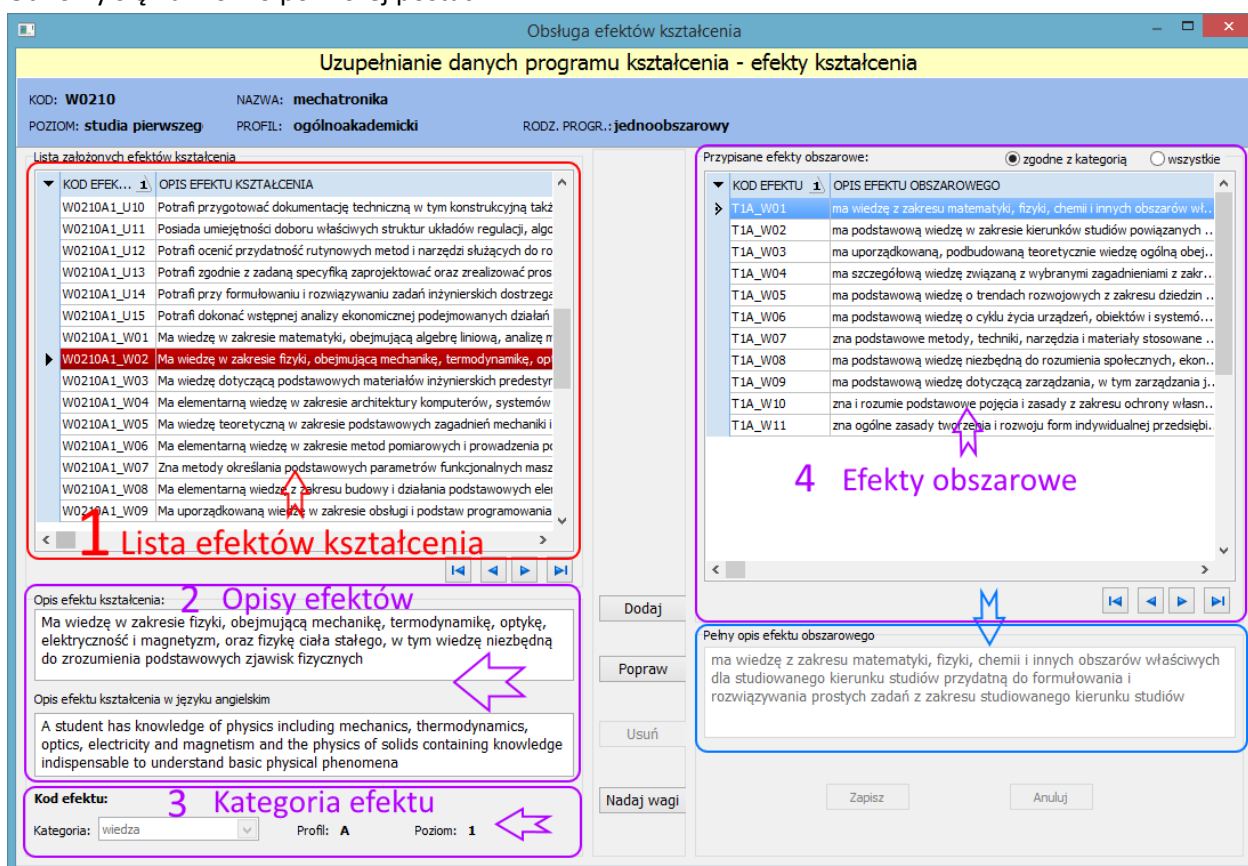 Obsługa efektów kształcenia
Uzupełnianie danych programu kształcenia - efekty kształcenia
KOD: W0210 NAZWA: mechatronika
POZIOM: studia pierwszeg PROFIL: ogólnoakademicki RODZ. PROGR.: jednoobszarowy
Lista założonych efektów kształcenia
KOD EFEK... 1 OPIS EFEKTU KSZTAŁCENIA
W0210A1_U10 Potrafi przygotować dokumentację techniczną w tym konstrukcyjną takż
W0210A1_U11 Posiada umiejętności doboru właściwych struktur układów regulacji, algo
W0210A1_U12 Potrafi ocenić przydatność rutynowych metod i narzędzi służących do ro
W0210A1_U13 Potrafi zgodnie z zadaną specyfiką zaprojektować oraz zrealizować pros
W0210A1_U14 Potrafi przy formułowaniu i rozwiązywaniu zadań inżynierskich dostrzega
W0210A1_U15 Potrafi dokonać wstępnej analizy ekonomicznej podejmowanych działań
W0210A1_W01 Ma wiedzę w zakresie matematyki, obejmującą algebrę liniową, analizę m
W0210A1_W02 Ma wiedzę w zakresie fizyki, obejmującą mechanikę, termodynamikę, opt
W0210A1_W03 Ma wiedzę dotyczącą podstawowych materiałów inżynierskich predestyn
W0210A1_W04 Ma elementarną wiedzę w zakresie architektury komputerów, systemów
W0210A1_W05 Ma wiedzę teoretyczną w zakresie podstawowych zagadnień mechaniki i
W0210A1_W06 Ma elementarną wiedzę w zakresie metod pomiarowych i prowadzenia po
W0210A1_W07 Zna metody określania podstawowych parametrów funkcjonalnych masz
W0210A1_W08 Ma elementarną wiedzę z zakresu budowy i działania podstawowych ele
W0210A1_W09 Ma uporządkowaną wiedzę w zakresie obsługi i podstaw programowania
1 Lista efektów kształcenia
Opis efektu kształcenia:
2 Opisy efektów
Ma wiedzę w zakresie fizyki, obejmującą mechanikę, termodynamikę, optykę,
elektryczność i magnetyzm, oraz fizykę ciała stałego, w tym wiedzę niezbędną
do zrozumienia podstawowych zjawisk fizycznych
Opis efektu kształcenia w języku angielskim
A student has knowledge of physics including mechanics, thermodynamics,
optics, electricity and magnetism and the physics of solids containing knowledge
indispensable to understand basic physical phenomena
Kod efektu:
3 Kategoria efektu
Kategoria: wiedza Profil: A Poziom: 1
Dodaj
Popraw
Usuń
Nadaj wagi
Przypisane efekty obszarowe: zgodne z kategorią wszystkie
KOD EFEKTU 1 OPIS EFEKTU OBSZAROWEGO
T1A_W01 ma wiedzę z zakresu matematyki, fizyki, chemii i innych obszarów wł..
T1A_W02 ma podstawową wiedzę w zakresie kierunków studiów powiązanych ..
T1A_W03 ma uporządkowaną, podbudowaną teoretycznie wiedzę ogólną obej..
T1A_W04 ma szczegółową wiedzę związaną z wybranymi zagadnieniami z zakr...
T1A_W05 ma podstawową wiedzę o trendach rozwojowych z zakresu dziedzin ..
T1A_W06 ma podstawową wiedzę o cyklu życia urządzeń, obiektów i systemó...
T1A_W07 zna podstawowe metody, techniki, narzędzia i materiały stosowane ..
T1A_W08 ma podstawową wiedzę niezbędną do rozumienia społecznych, ekon...
T1A_W09 ma podstawową wiedzę dotyczącą zarządzania, w tym zarządzania j..
T1A_W10 zna i rozumie podstawowe pojęcia i zasady z zakresu ochrony własn..
T1A_W11 zna ogólne zasady tworzenia i rozwoju form indywidualnej przedsiębi.
4 Efekty obszarowe
Pełny opis efektu obszarowego
ma wiedzę z zakresu matematyki, fizyki, chemii i innych obszarów właściwych
dla studiowanego kierunku studiów przydatną do formułowania i
rozwiązywania prostych zadań z zakresu studiowanego kierunku studiów
Zapisz Anuluj